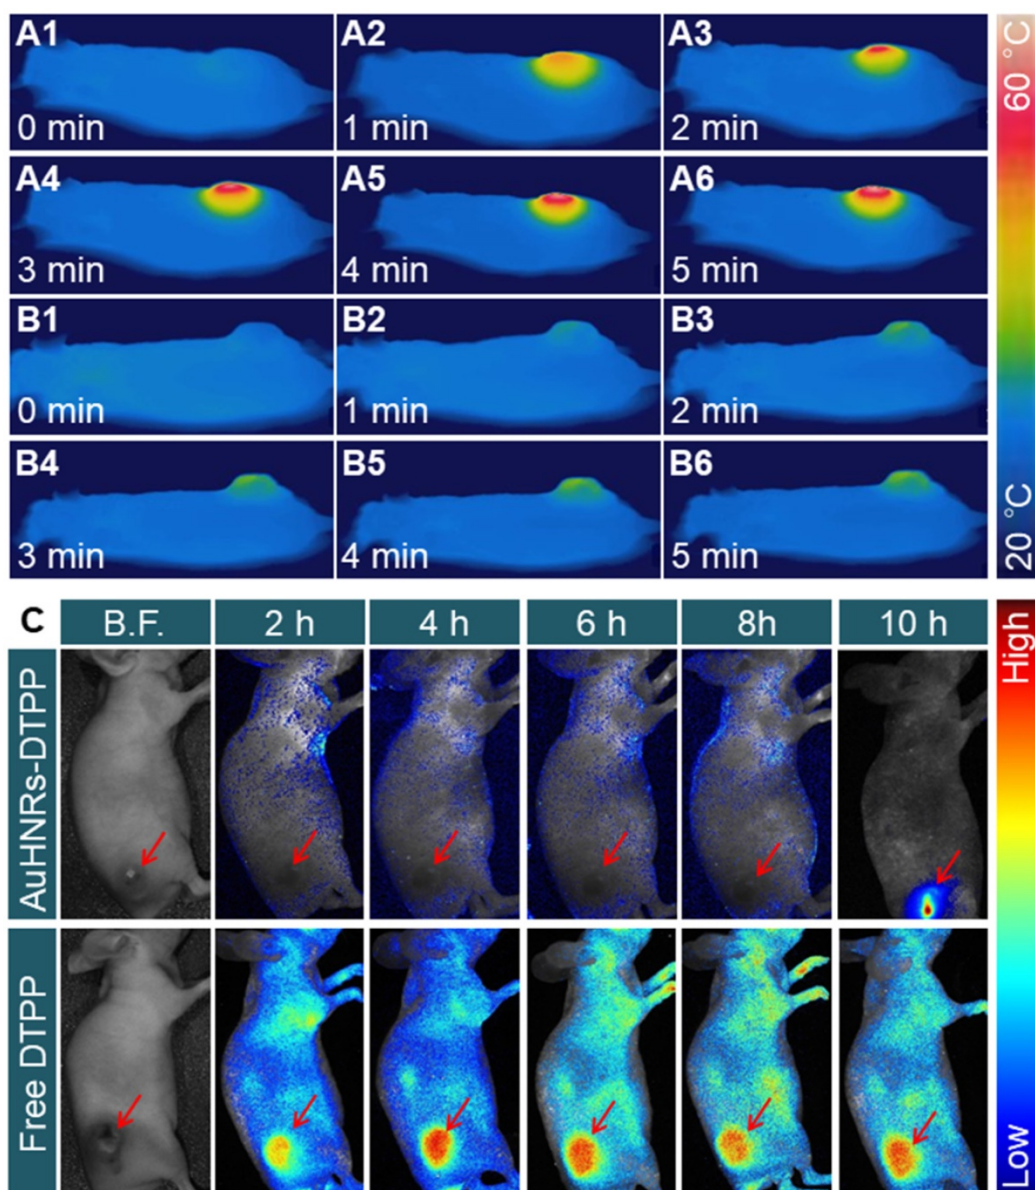 A1
0 min
A2
1 min
A3
2 min
A4
3 min
A5
4 min
A6
5 min
60 °C
20 °C
B1
0 min
B2
1 min
B3
2 min
B4
3 min
B5
4 min
B6
5 min
C
B.F.
2 h
4 h
6 h
8h
10 h
AuHNRs-DTPP
Free DTPP
High
Low